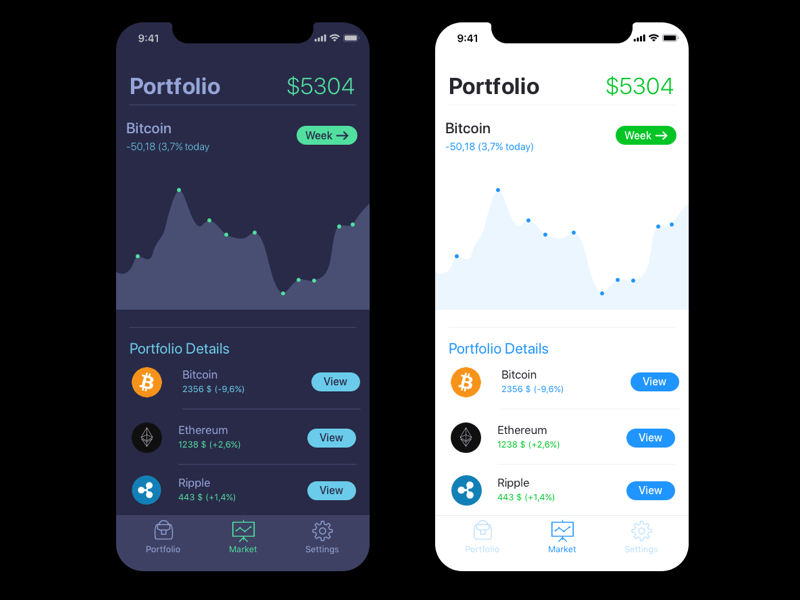 9:41
Portfolio $5304
Bitcoin
Week →
-50,18 (3,7% today
Portfolio Details
Bitcoin
2356 $ (-9,6%)
View
Ethereum
1238 $ (+2,6%)
View
Ripple
443 $ (+1,4%)
View
Portfolio Market Settings
9:41
Portfolio $5304
Bitcoin
Week →
-50,18 (3,7% today)
Portfolio Details
Bitcoin
2356 $ (-9,6%)
View
Ethereum
1238 $ (+2,6%)
View
Ripple
443 $ (+1,4%)
View
Portfolio Market Settings